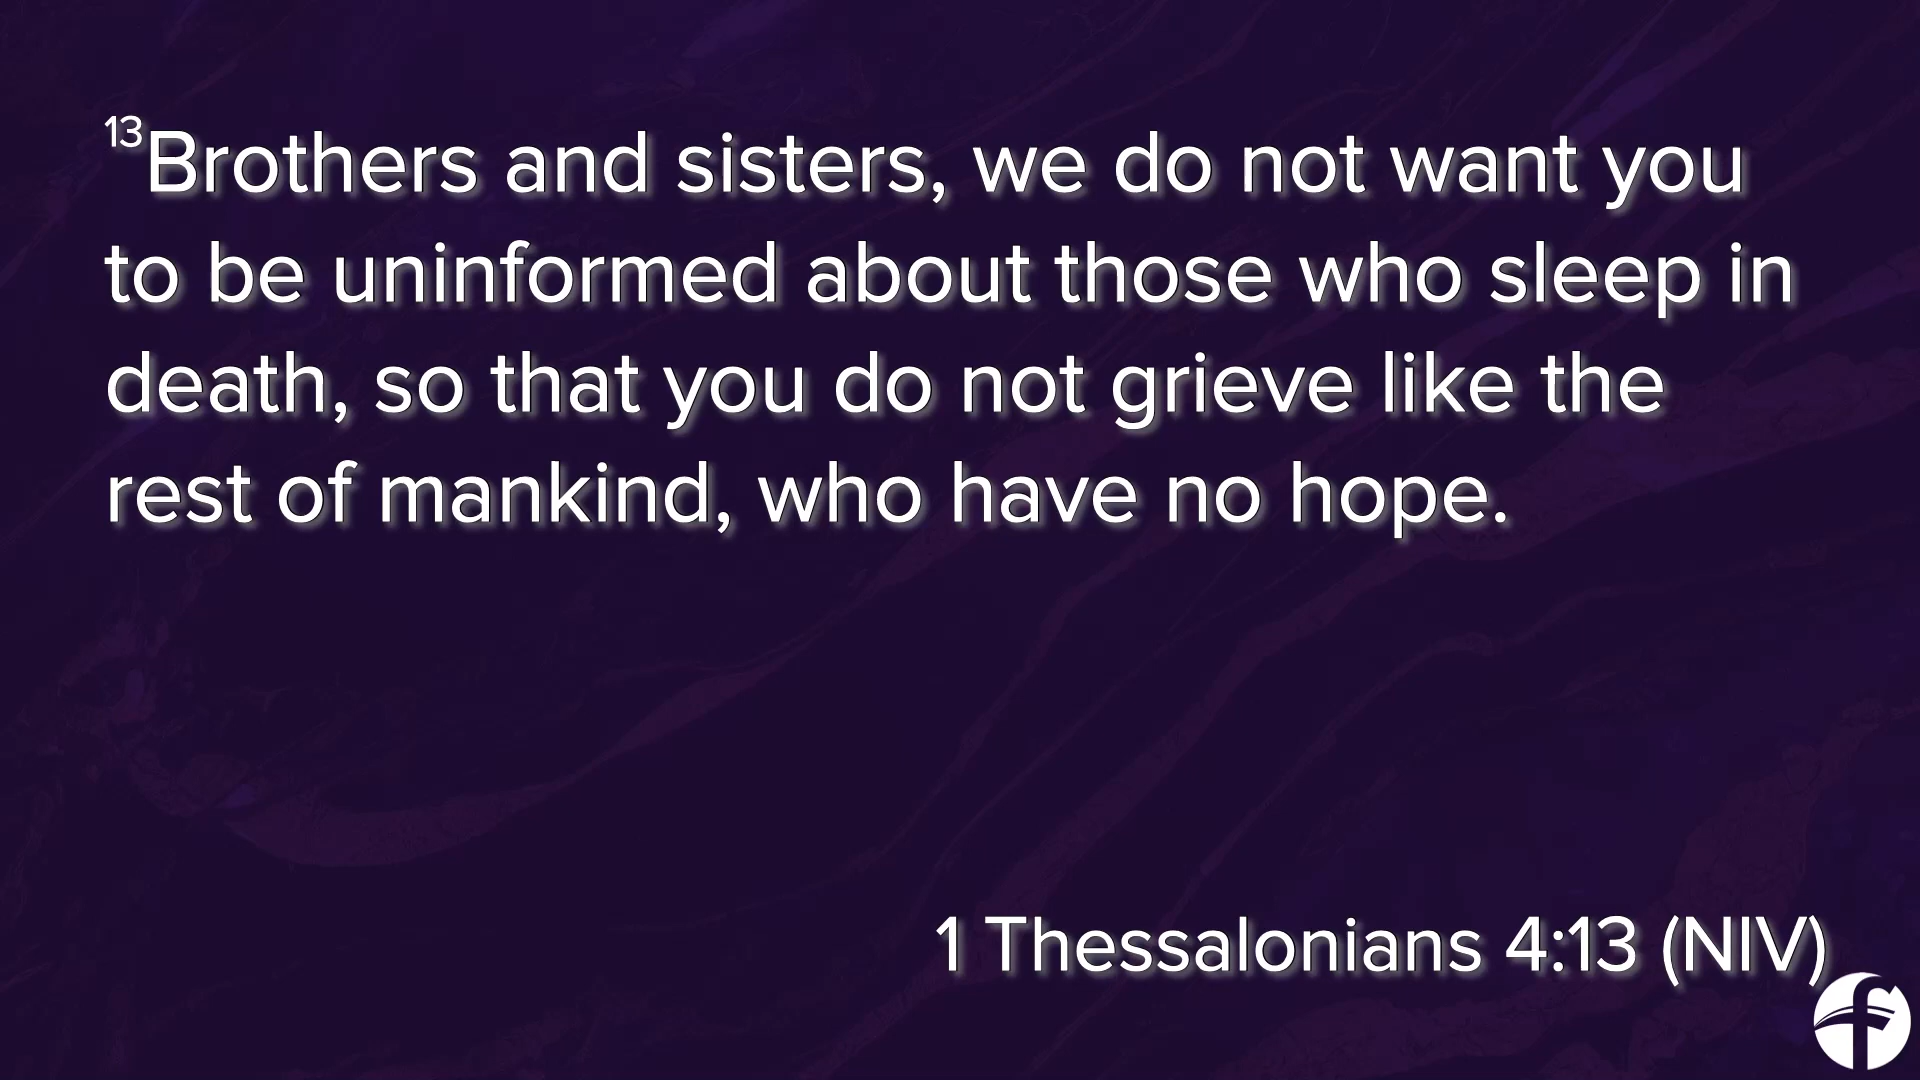 13Brothers and sisters, we do not want you
to be uninformed about those who sleep in
death, so that you do not grieve like the
rest of mankind, who have no hope.
1 Thessalonians 4:13 (NIV)